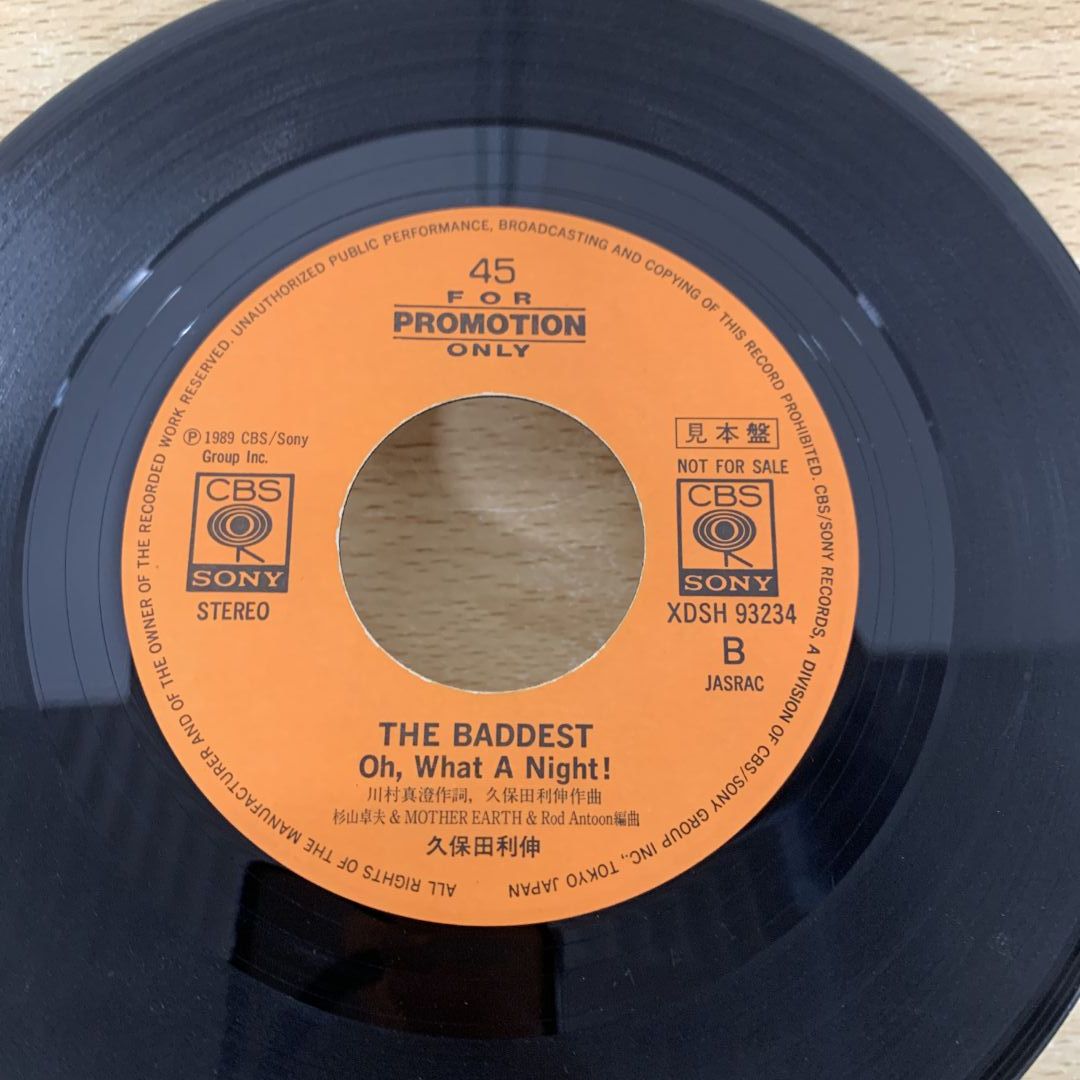 45
FOR
PROMOTION
ONLY
Ⓟ1989 CBS/Sony
Group Inc.
CBS
SONY
STEREO
見本盤
NOT FOR SALE
CBS
SONY
XDSH 93234
B
JASRAC
THE BADDEST
Oh, What A Night!
川村真澄作詞, 久保田利伸作曲
杉山卓夫 & MOTHER EARTH & Rod Antoon編曲
久保田利伸
ALL RIGHTS OF THE MANUFACTURER AND OF THE OWNER OF THE RECORDED WORK RESERVED. UNAUTHORIZED PUBLIC PERFORMANCE, BROADCASTING AND COPYING OF THIS RECORD PROHIBITED. CBS/SONY RECORDS, A DIVISION OF CBS/SONY GROUP INC., TOKYO JAPAN